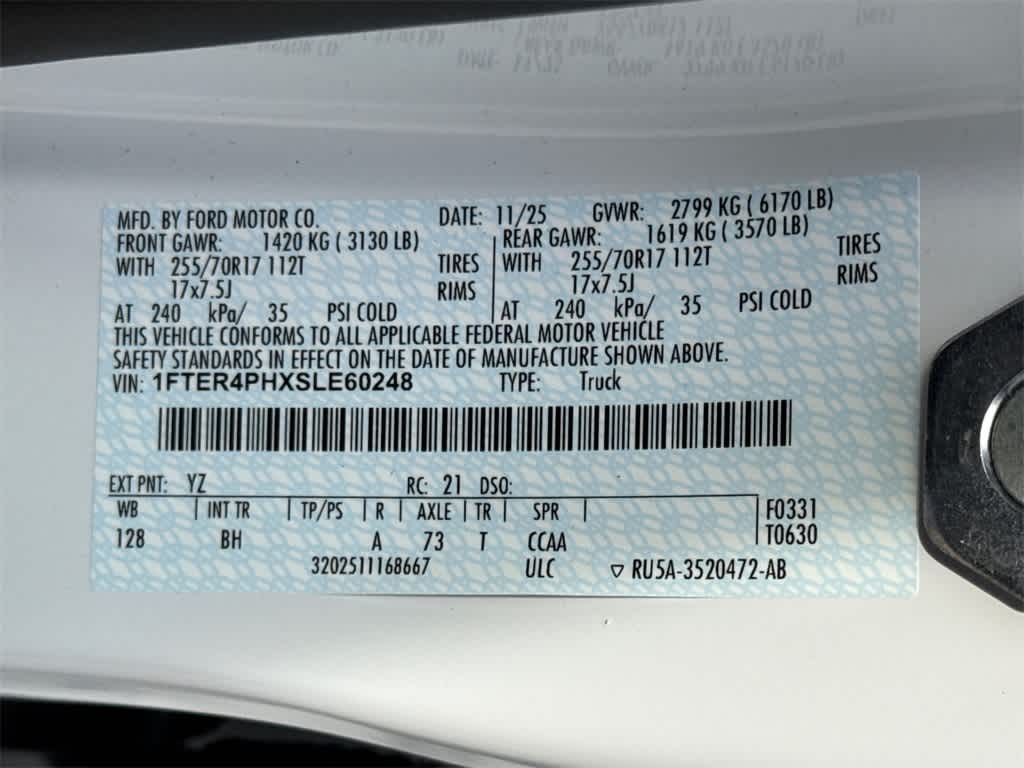 MFD. BY FORD MOTOR CO. DATE: 11/25 GVWR: 2799 KG ( 6170 LB)
FRONT GAWR: 1420 KG ( 3130 LB) REAR GAWR: 1619 KG ( 3570 LB)
WITH 255/70R17 112T TIRES WITH 255/70R17 112T TIRES
17x7.5J RIMS 17x7.5J RIMS
AT 240 kPa/ 35 PSI COLD AT 240 kPa/ 35 PSI COLD
THIS VEHICLE CONFORMS TO ALL APPLICABLE FEDERAL MOTOR VEHICLE
SAFETY STANDARDS IN EFFECT ON THE DATE OF MANUFACTURE SHOWN ABOVE.
VIN: 1FTER4PHXSLE60248 TYPE: Truck
EXT PNT: YZ RC: 21 DSO:
WB INT TR TP/PS R AXLE TR SPR F0331
128 BH A 73 T CCAA T0630
3202511168667 ULC ▽ RU5A-3520472-AB